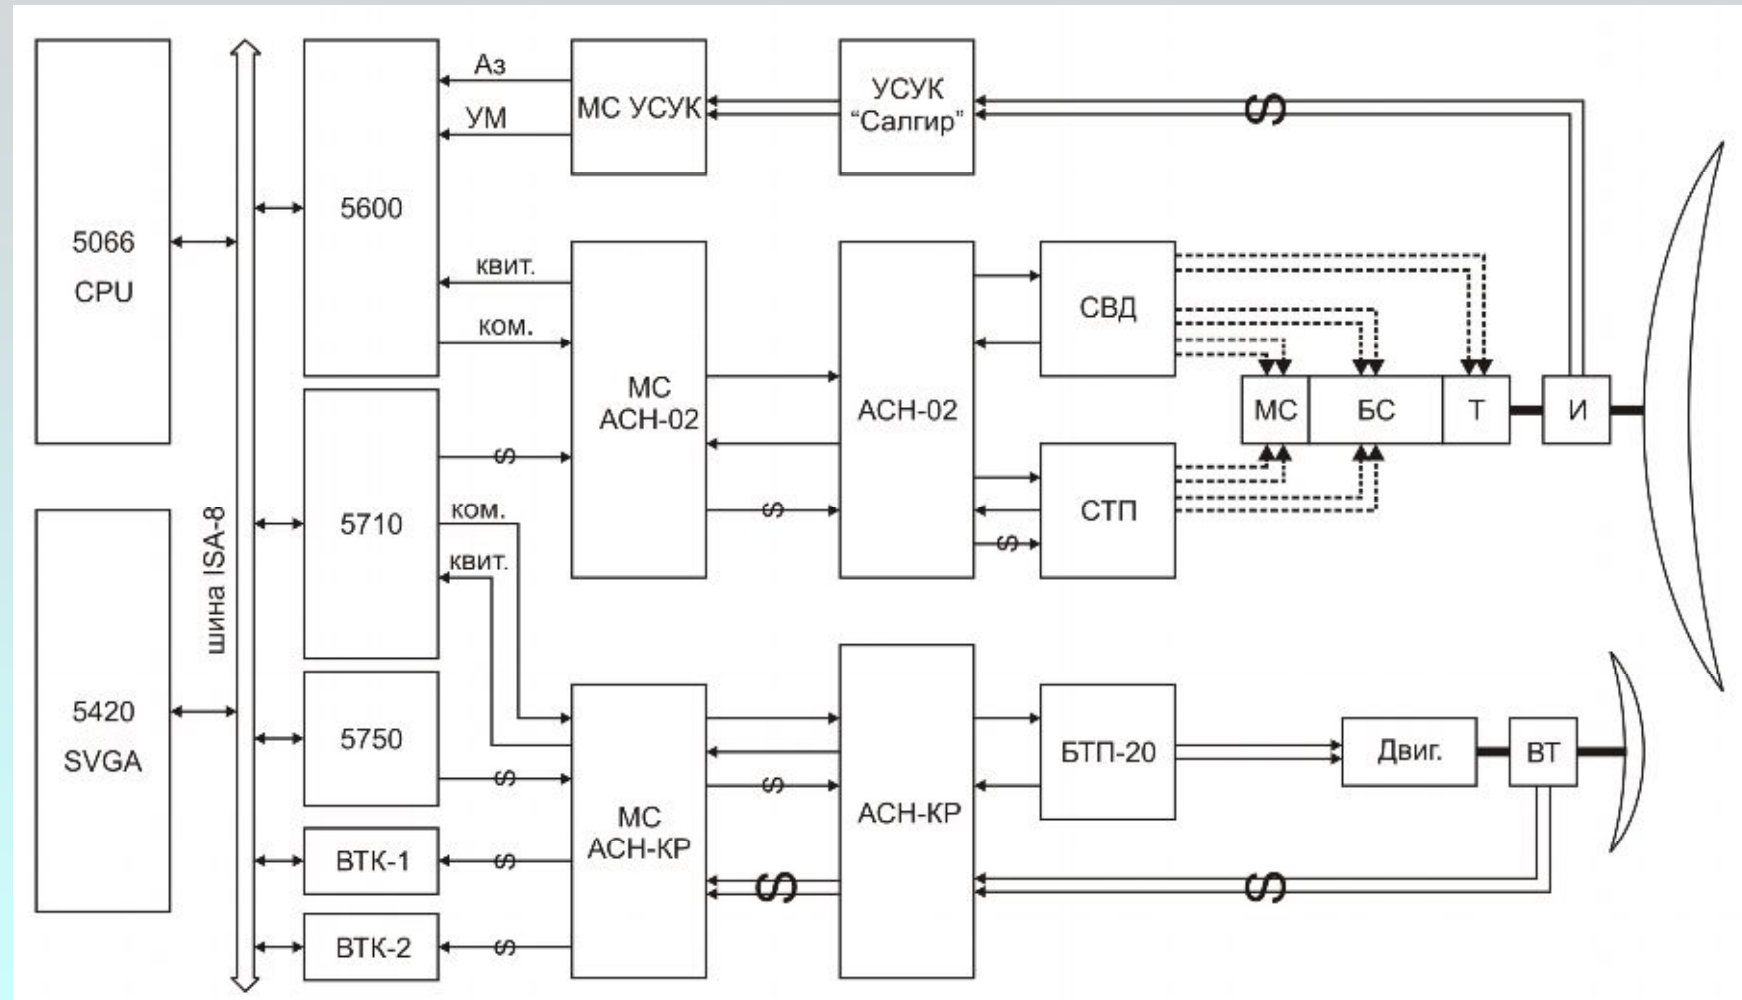 5066
CPU
5420
SVGA
шина ISA-8
5600
5710
5750
ВТК-1
ВТК-2
Аз
УМ
квит.
ком.
ком.
квит.
МС УСУК
УСУК
“Салгир”
МС
АСН-02
АСН-02
СВД
СТП
МС
БС
Т
И
МС
АСН-КР
АСН-КР
БТП-20
Двиг.
ВТ